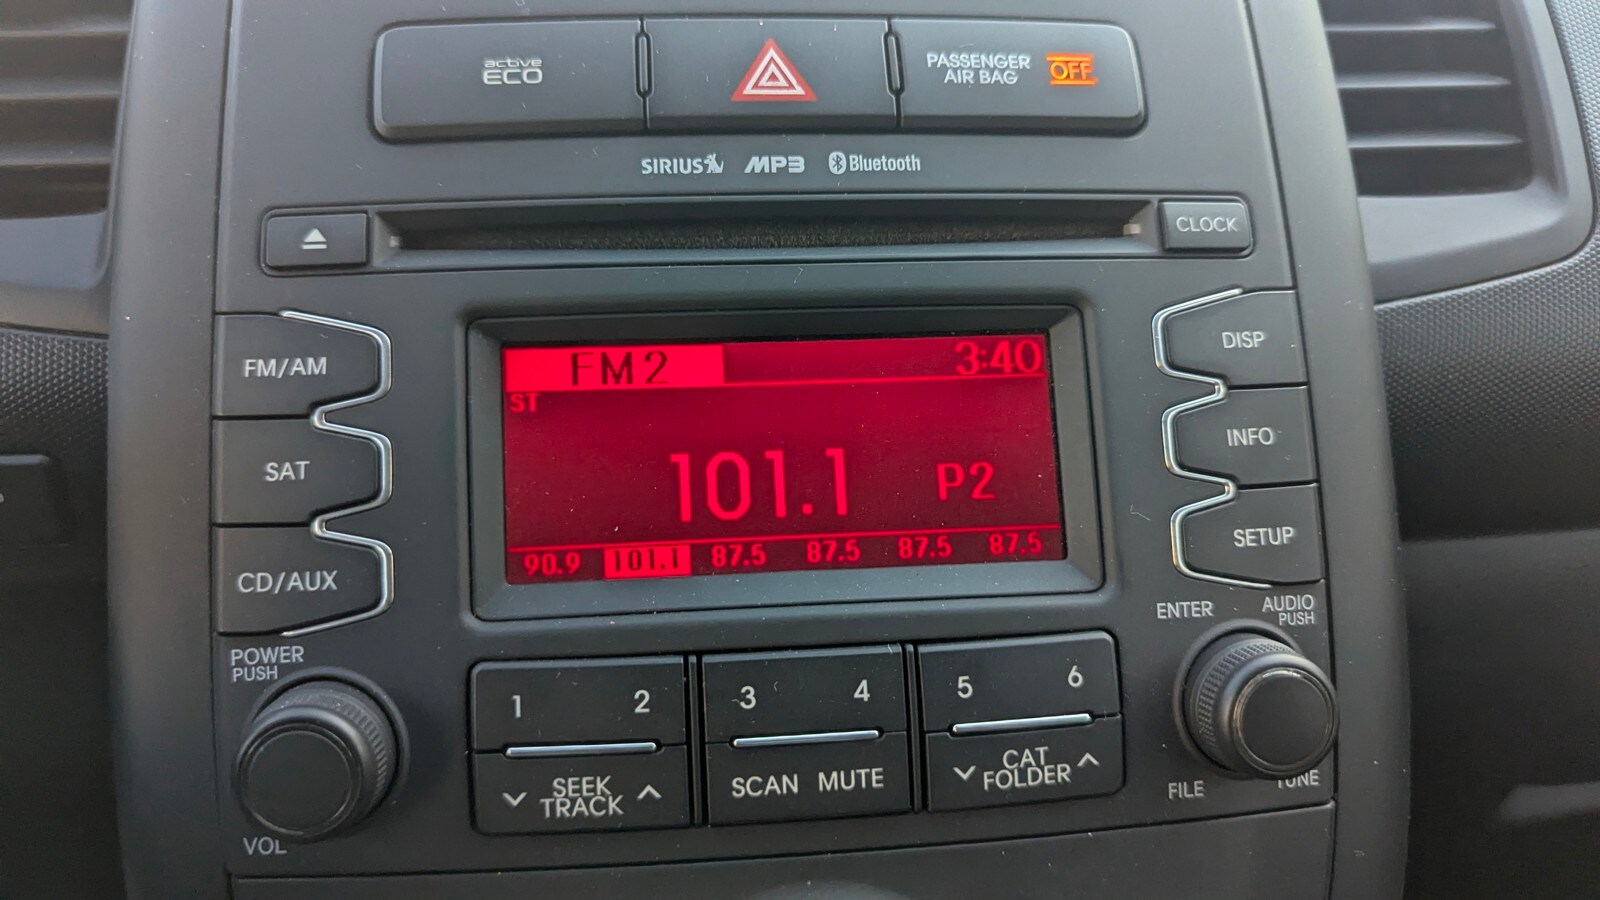 active
ECO
PASSENGER
AIR BAG
OFF
SIRIUS MP3 Bluetooth
CLOCK
FM/AM
SAT
CD/AUX
FM2 3:40
ST
101.1 P2
90.9 101.1 87.5 87.5 87.5 87.5
DISP
INFO
SETUP
POWER
PUSH
VOL
1 2
SEEK
TRACK
3 4
SCAN MUTE
5 6
CAT
FOLDER
ENTER
AUDIO
PUSH
FILE
TUNE